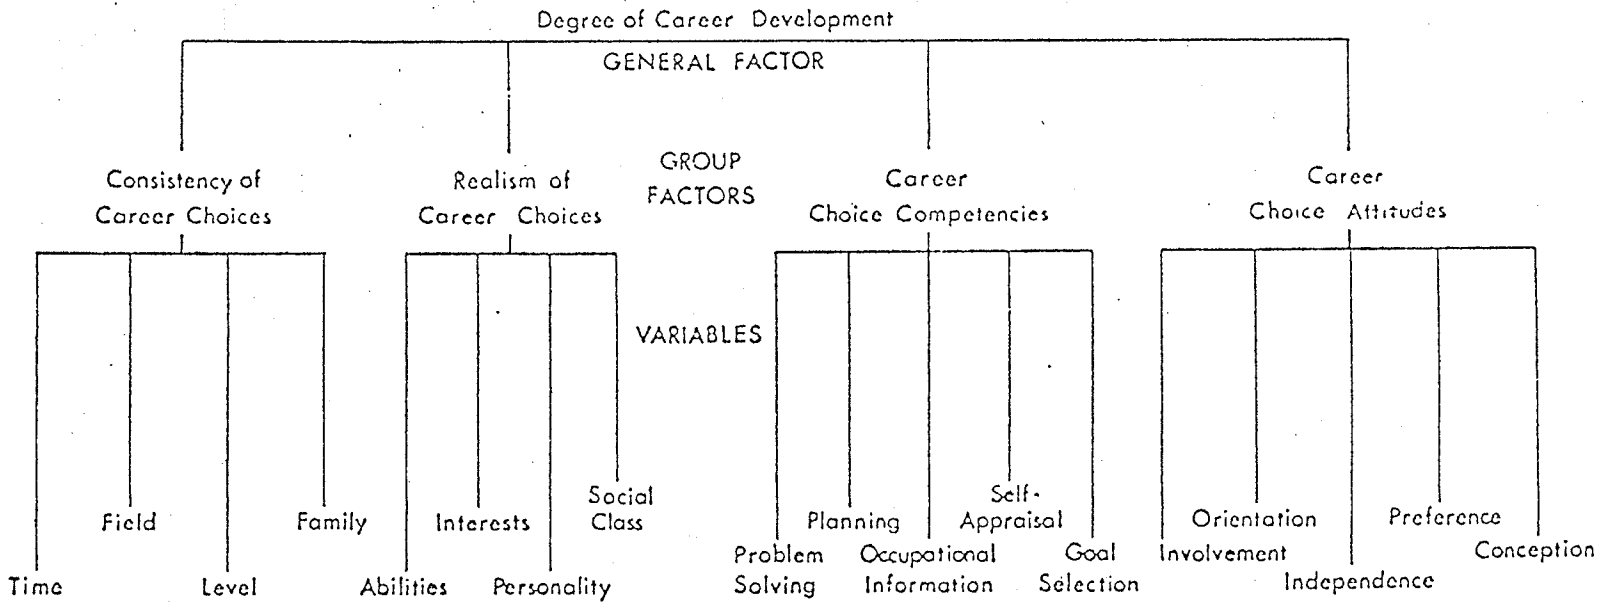 Degree of Career Development
GENERAL FACTOR
GROUP
FACTORS
Consistency of
Career Choices
Realism of
Career Choices
Career
Choice Competencies
Career
Choice Attitudes
VARIABLES
Time
Field
Level
Family
Abilities
Interests
Personality
Social
Class
Problem
Solving
Planning
Occupational
Information
Self-
Appraisal
Goal
Selection
Involvement
Orientation
Independence
Preference
Conception